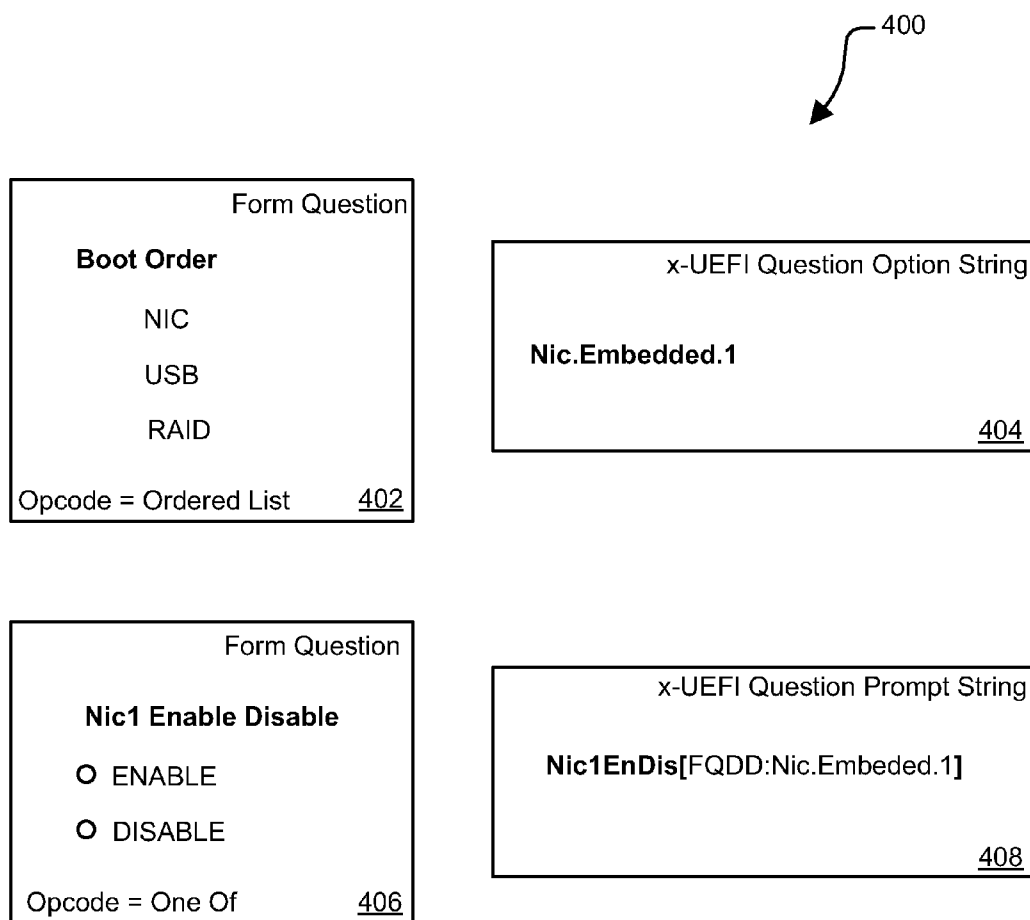 400
Form Question
Boot Order
NIC
USB
RAID
Opcode = Ordered List 402
x-UEFI Question Option String
Nic.Embedded.1
404
Form Question
Nic1 Enable Disable
ENABLE
DISABLE
Opcode = One Of 406
x-UEFI Question Prompt String
Nic1EnDis[FQDD:Nic.Embeded.1]
408